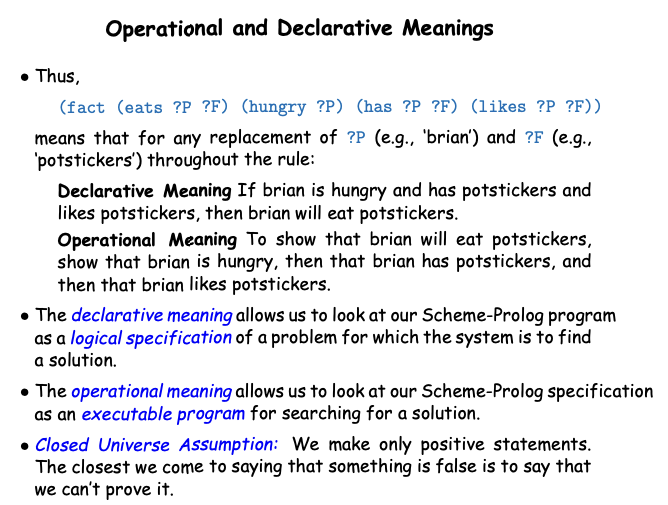 Operational and Declarative Meanings
• Thus,
(fact (eats ?P ?F) (hungry ?P) (has ?P ?F) (likes ?P ?F))
means that for any replacement of ?P (e.g., ‘brian’) and ?F (e.g.,
‘potstickers’) throughout the rule:
Declarative Meaning If brian is hungry and has potstickers and
likes potstickers, then brian will eat potstickers.
Operational Meaning To show that brian will eat potstickers,
show that brian is hungry, then that brian has potstickers, and
then that brian likes potstickers.
• The declarative meaning allows us to look at our Scheme-Prolog program
as a logical specification of a problem for which the system is to find
a solution.
• The operational meaning allows us to look at our Scheme-Prolog specification
as an executable program for searching for a solution.
• Closed Universe Assumption: We make only positive statements.
The closest we come to saying that something is false is to say that
we can’t prove it.